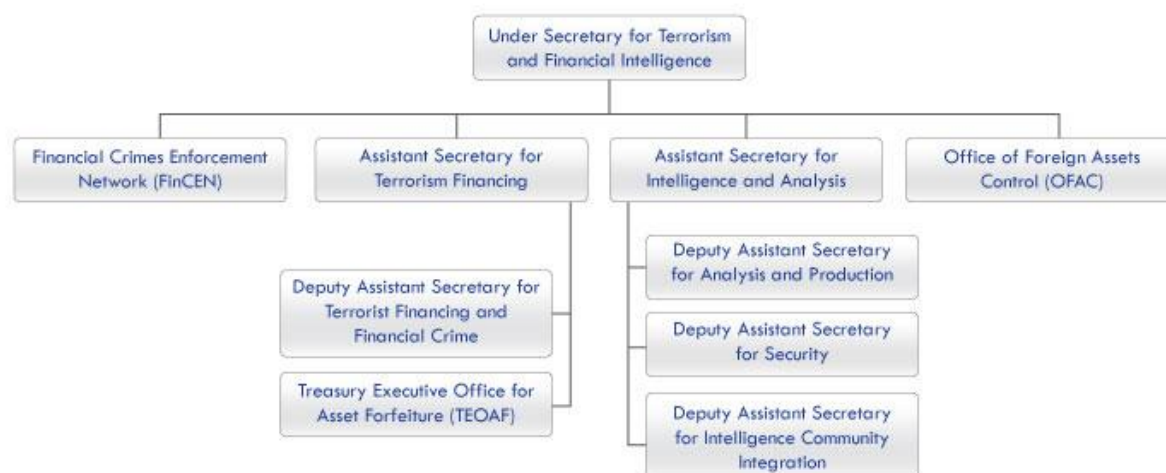 Under Secretary for Terrorism
and Financial Intelligence
Financial Crimes Enforcement
Network (FinCEN)
Assistant Secretary for
Terrorism Financing
Assistant Secretary for
Intelligence and Analysis
Office of Foreign Assets
Control (OFAC)
Deputy Assistant Secretary for
Terrorist Financing and
Financial Crime
Treasury Executive Office for
Asset Forfeiture (TEOAF)
Deputy Assistant Secretary
for Analysis and Production
Deputy Assistant Secretary
for Security
Deputy Assistant Secretary
for Intelligence Community
Integration